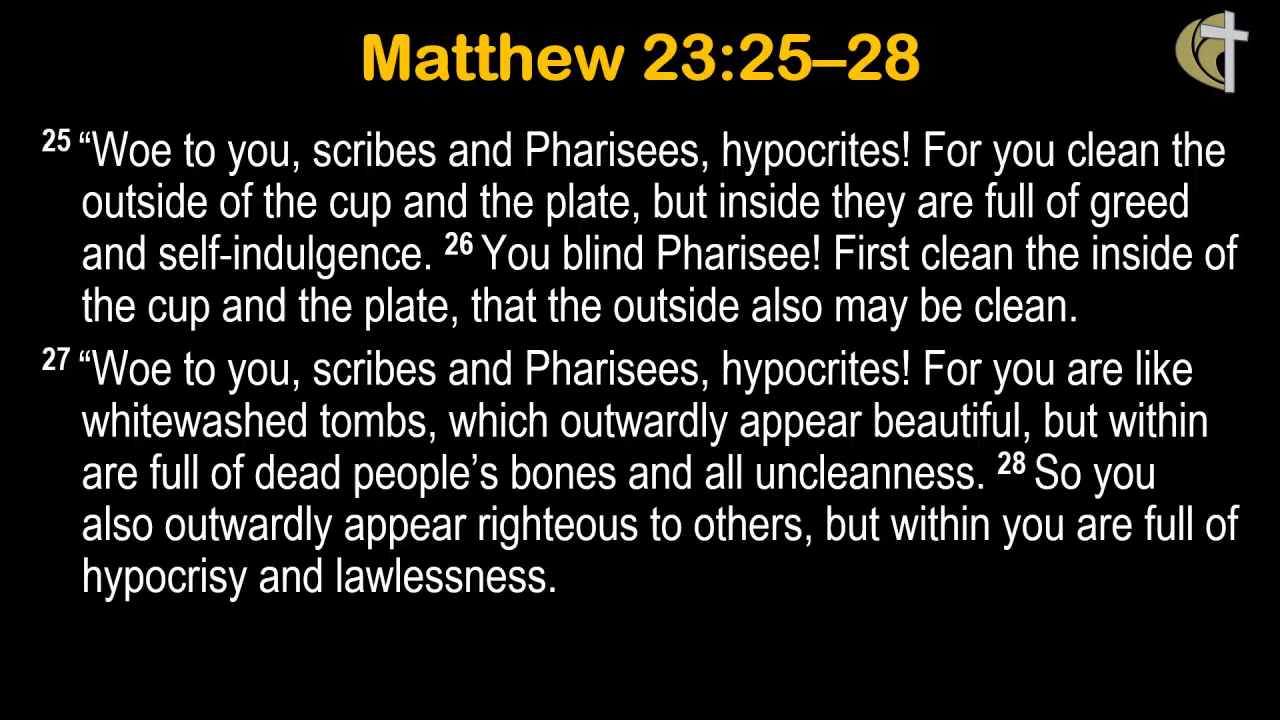 Matthew 23:25–28
25 “Woe to you, scribes and Pharisees, hypocrites! For you clean the
outside of the cup and the plate, but inside they are full of greed
and self-indulgence. 26 You blind Pharisee! First clean the inside of
the cup and the plate, that the outside also may be clean.
27 “Woe to you, scribes and Pharisees, hypocrites! For you are like
whitewashed tombs, which outwardly appear beautiful, but within
are full of dead people’s bones and all uncleanness. 28 So you
also outwardly appear righteous to others, but within you are full of
hypocrisy and lawlessness.